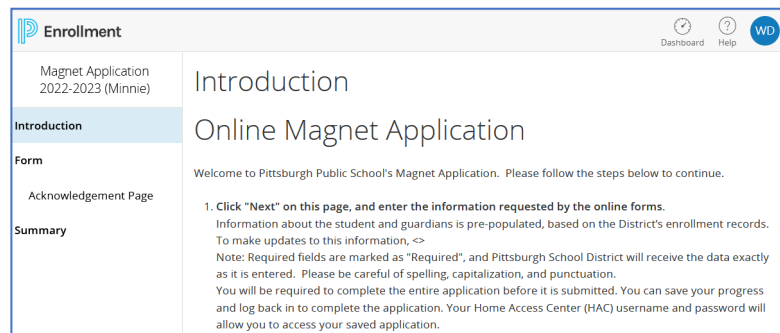 Enrollment
Dashboard
Help
WD
Magnet Application
2022-2023 (Minnie)
Introduction
Form
Acknowledgement Page
Summary
Introduction
Online Magnet Application
Welcome to Pittsburgh Public School's Magnet Application. Please follow the steps below to continue.
1. Click "Next" on this page, and enter the information requested by the online forms.
Information about the student and guardians is pre-populated, based on the District's enrollment records.
To make updates to this information, <>
Note: Required fields are marked as "Required", and Pittsburgh School District will receive the data exactly
as it is entered. Please be careful of spelling, capitalization, and punctuation.
You will be required to complete the entire application before it is submitted. You can save your progress
and log back in to complete the application. Your Home Access Center (HAC) username and password will
allow you to access your saved application.